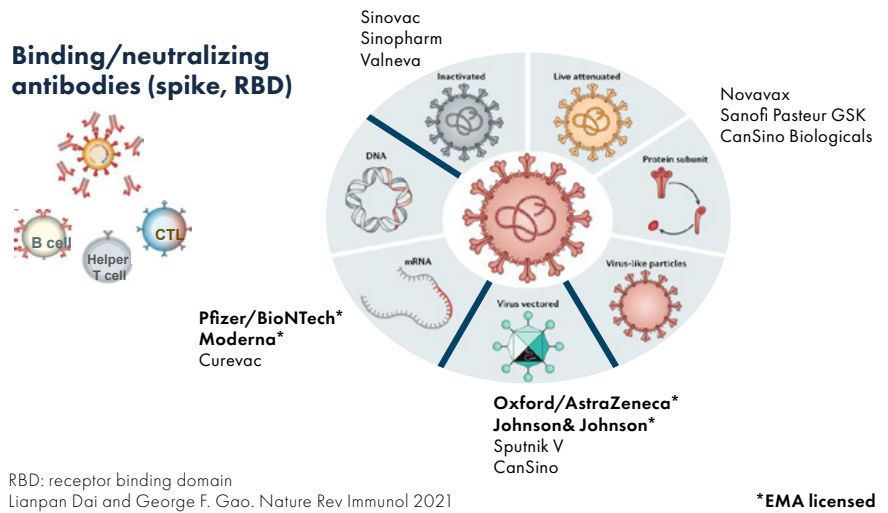 Binding/neutralizing
antibodies (spike, RBD)
B cell
Helper
T cell
CTL
Sinovac
Sinopharm
Valneva
Inactivated
Live attenuated
Novavax
Sanofi Pasteur GSK
CanSino Biologicals
DNA
Protein subunit
mRNA
Virus-like particles
Virus vectored
Pfizer/BioNTech*
Moderna*
Curevac
Oxford/AstraZeneca*
Johnson& Johnson*
Sputnik V
CanSino
RBD: receptor binding domain
Lianpan Dai and George F. Gao. Nature Rev Immunol 2021
*EMA licensed